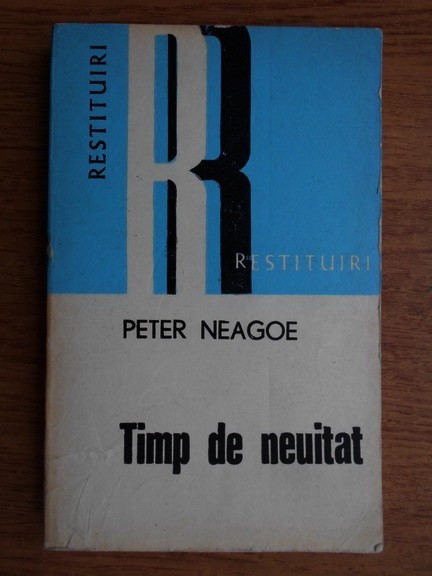 RESTITUIRI
R
RESTITUIRI
PETER NEAGOE
Timp de neuitat